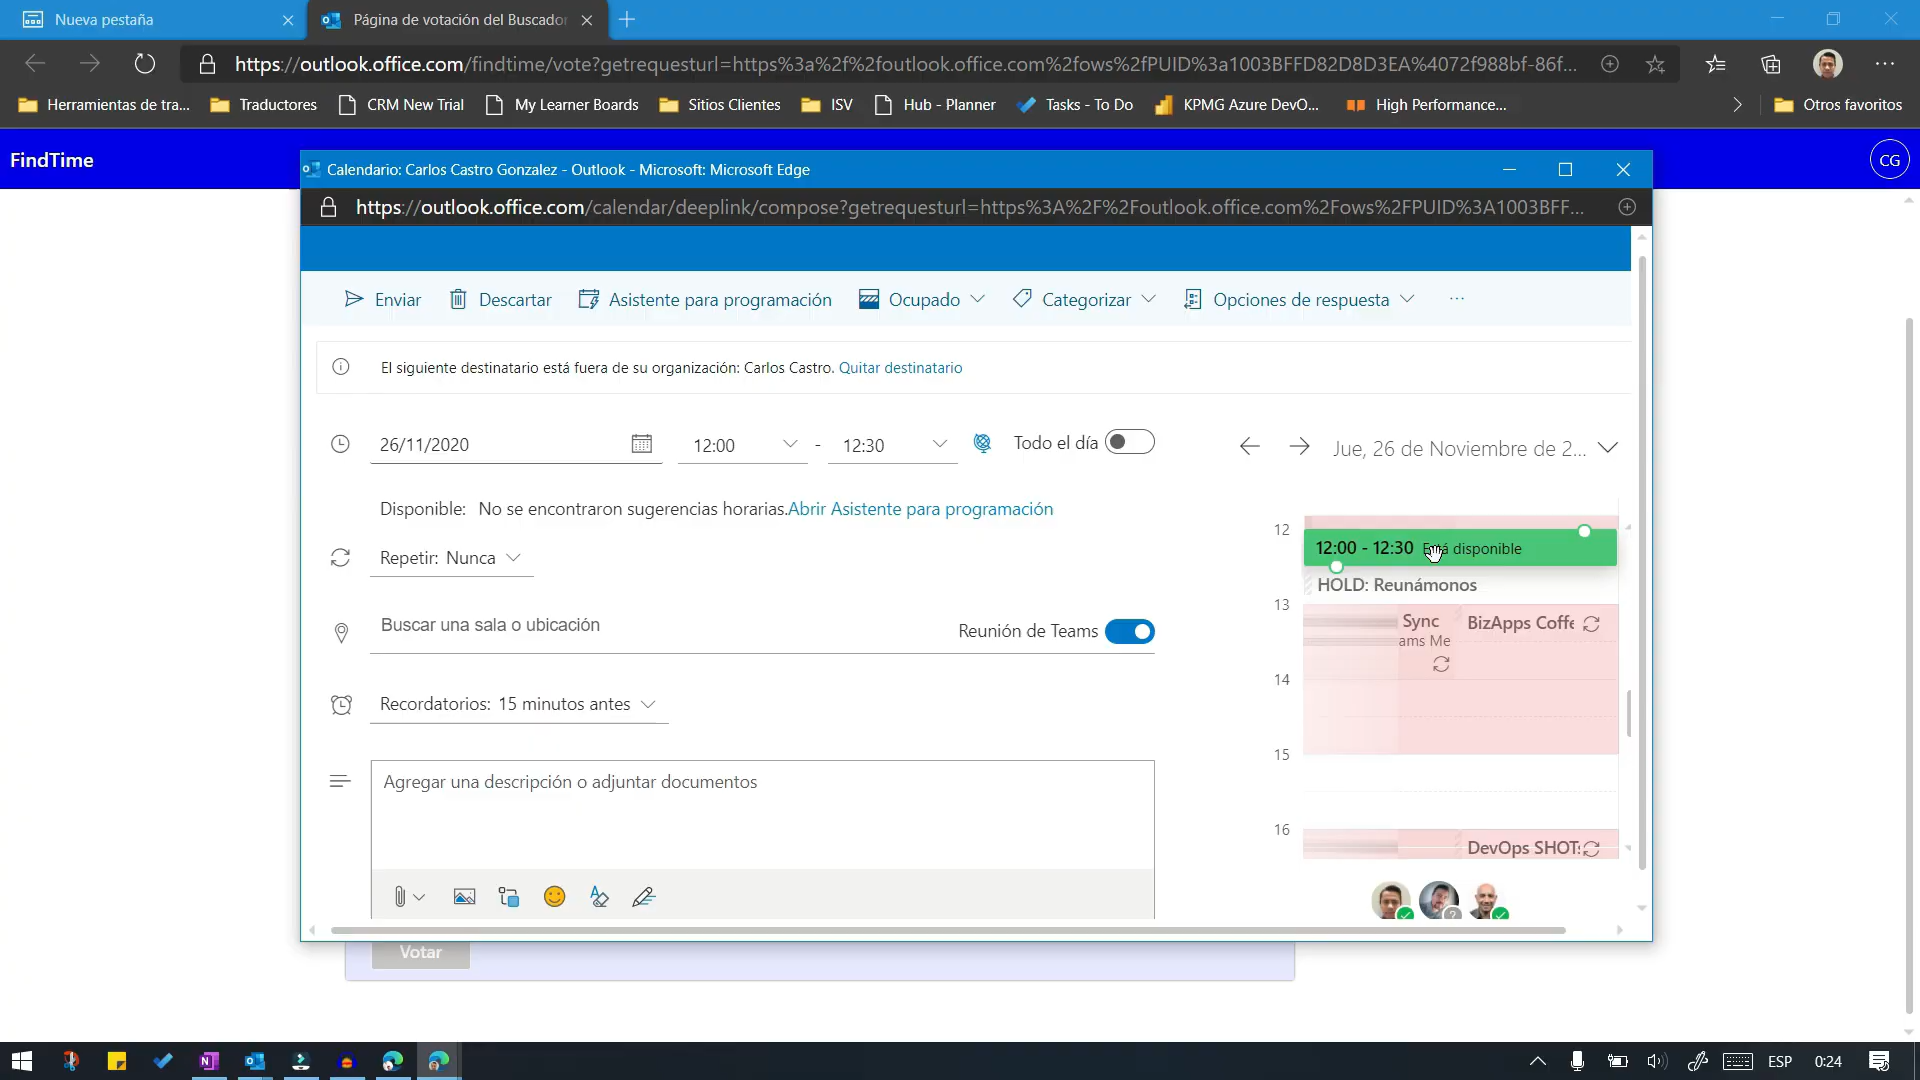 Nueva pestaña
Página de votación del Buscador
https://outlook.office.com/findtime/vote?getrequesturl=https%3a%2f%2foutlook.office.com%2fows%2fPUID%3a1003BFFD82D8D3EA%4072f988bf-86f...
Herramientas de tra...
Traductores
CRM New Trial
My Learner Boards
Sitios Clientes
ISV
Hub - Planner
Tasks - To Do
KPMG Azure DevO...
High Performance...
Otros favoritos
FindTime
CG
Calendario: Carlos Castro Gonzalez - Outlook - Microsoft: Microsoft Edge
https://outlook.office.com/calendar/deeplink/compose?getrequesturl=https%3A%2F%2Foutlook.office.com%2Fows%2FPUID%3A1003BFF...
Enviar
Descartar
Asistente para programación
Ocupado
Categorizar
Opciones de respuesta
...
El siguiente destinatario está fuera de su organización: Carlos Castro. Quitar destinatario
26/11/2020
12:00 - 12:30
Todo el día
Jue, 26 de Noviembre de 2...
Disponible: No se encontraron sugerencias horarias.Abrir Asistente para programación
Repetir: Nunca
Buscar una sala o ubicación
Reunión de Teams
Recordatorios: 15 minutos antes
Agregar una descripción o adjuntar documentos
12
12:00 - 12:30 Está disponible
HOLD: Reunámonos
13
Sync
ams Me
BizApps Coffe
14
15
16
DevOps SHOT:
Votar
ESP
0:24